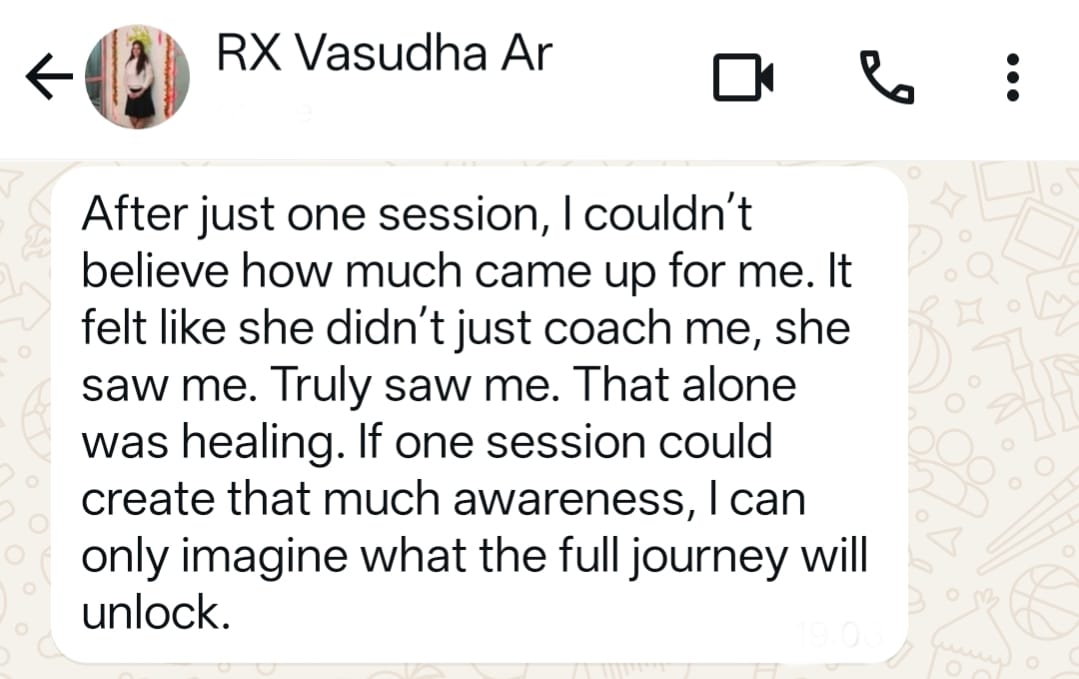 RX Vasudha Ar
After just one session, I couldn’t
believe how much came up for me. It
felt like she didn’t just coach me, she
saw me. Truly saw me. That alone
was healing. If one session could
create that much awareness, I can
only imagine what the full journey will
unlock.